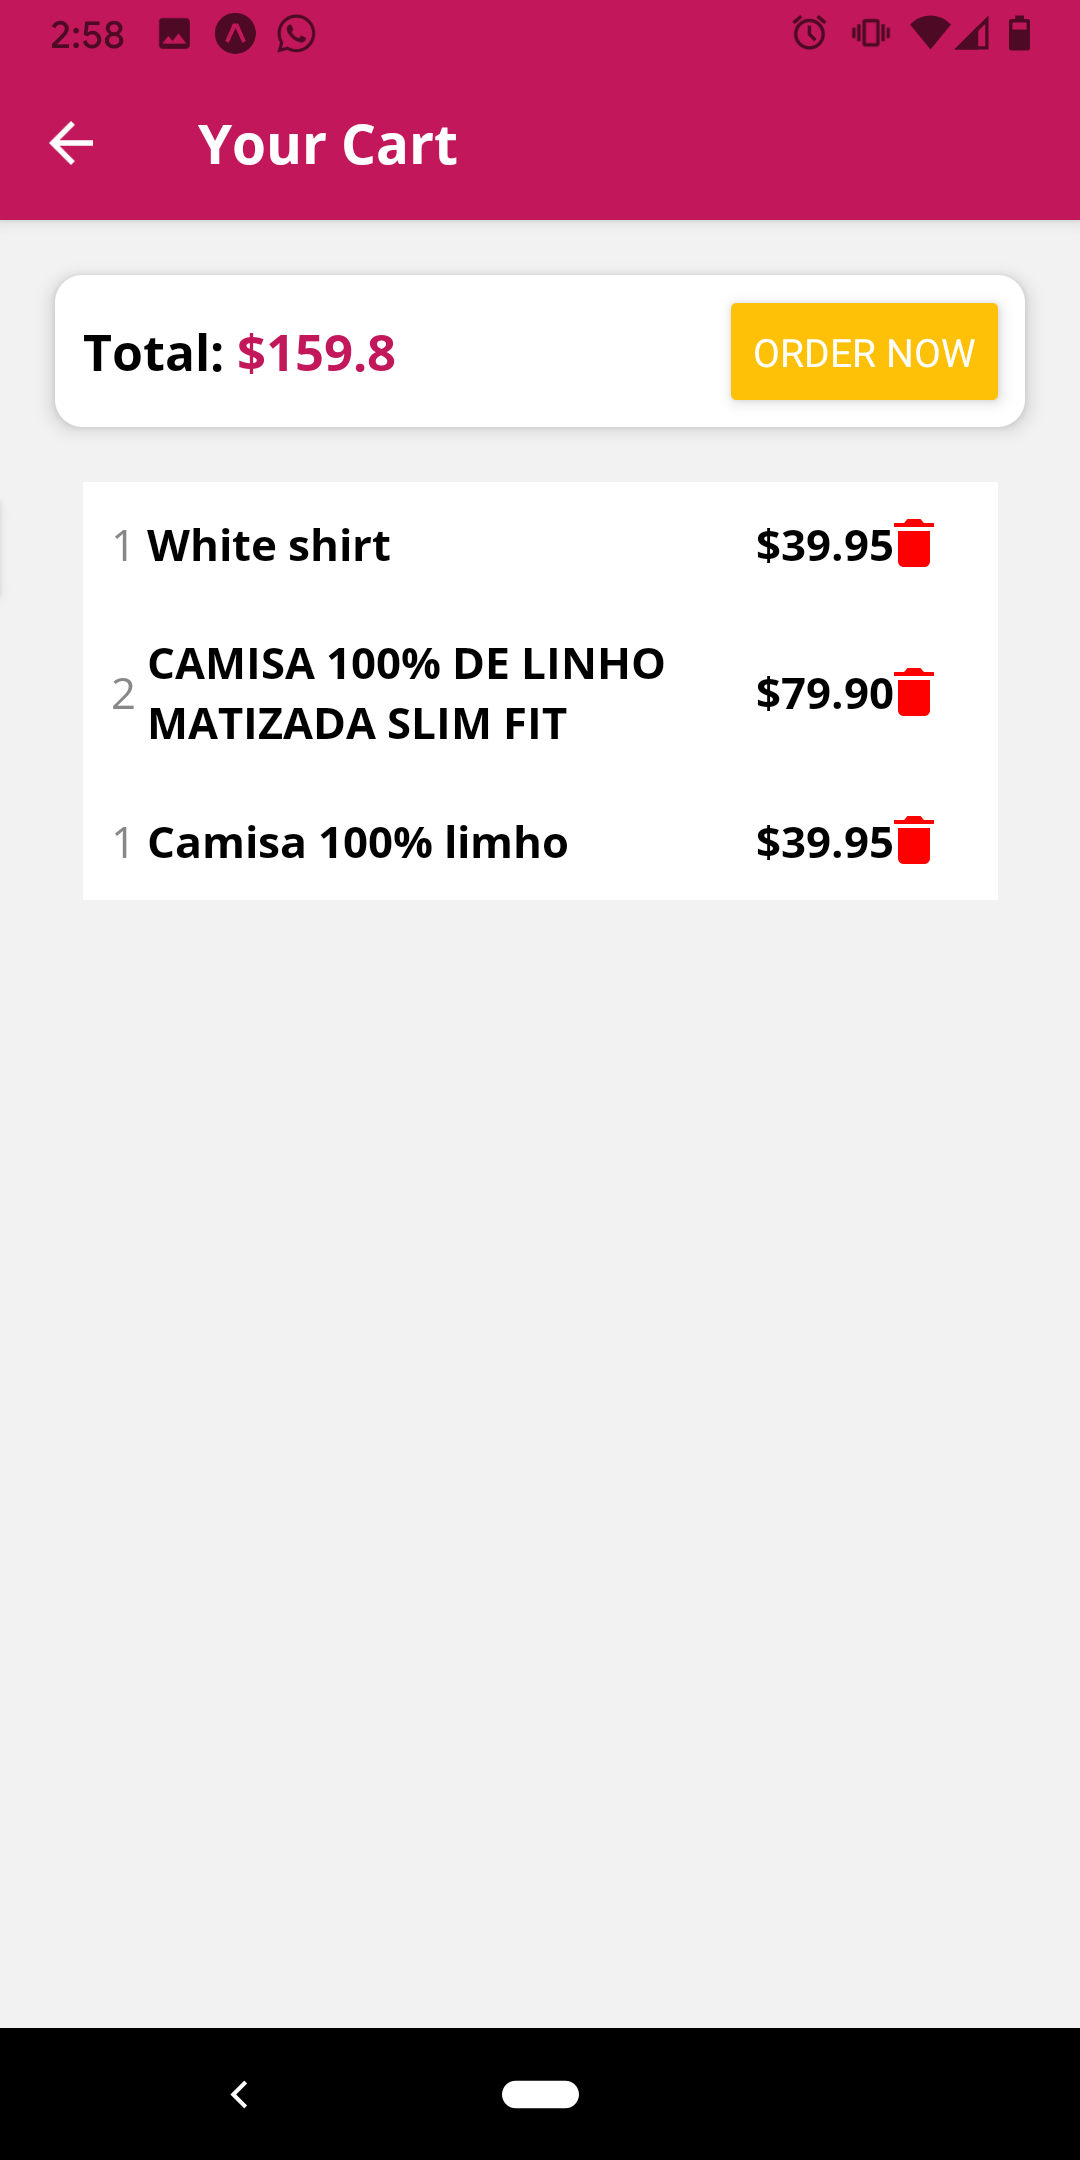 2:58
Your Cart
Total: $159.8
ORDER NOW
1 White shirt $39.95
2 CAMISA 100% DE LINHO
MATIZADA SLIM FIT $79.90
1 Camisa 100% limho $39.95